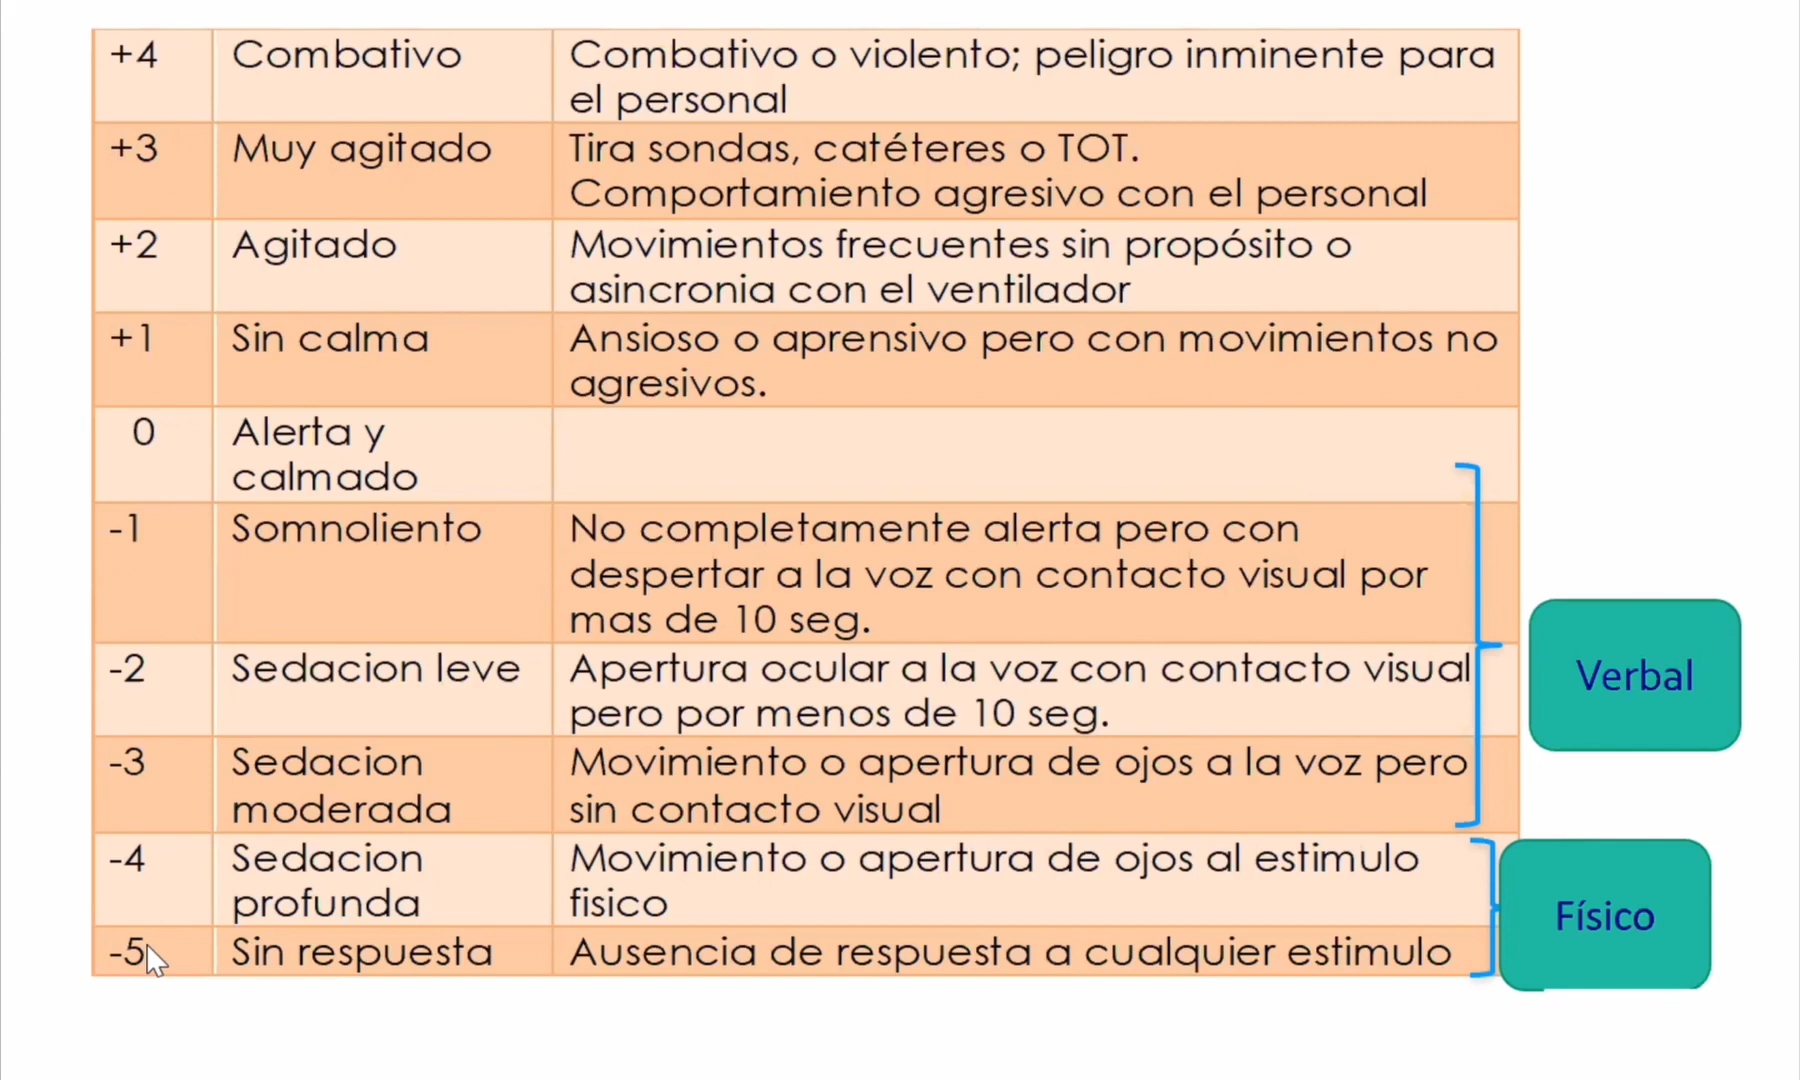 +4 Combativo Combativo o violento; peligro inminente para
el personal
+3 Muy agitado Tira sondas, catéteres o TOT.
Comportamiento agresivo con el personal
+2 Agitado Movimientos frecuentes sin propósito o
asincronia con el ventilador
+1 Sin calma Ansioso o aprensivo pero con movimientos no
agresivos.
0 Alerta y
calmado
-1 Somnoliento No completamente alerta pero con
despertar a la voz con contacto visual por
mas de 10 seg.
-2 Sedacion leve Apertura ocular a la voz con contacto visual
pero por menos de 10 seg.
-3 Sedacion Movimiento o apertura de ojos a la voz pero
moderada sin contacto visual
-4 Sedacion Movimiento o apertura de ojos al estimulo
profunda fisico
-5 Sin respuesta Ausencia de respuesta a cualquier estimulo
Verbal
Físico